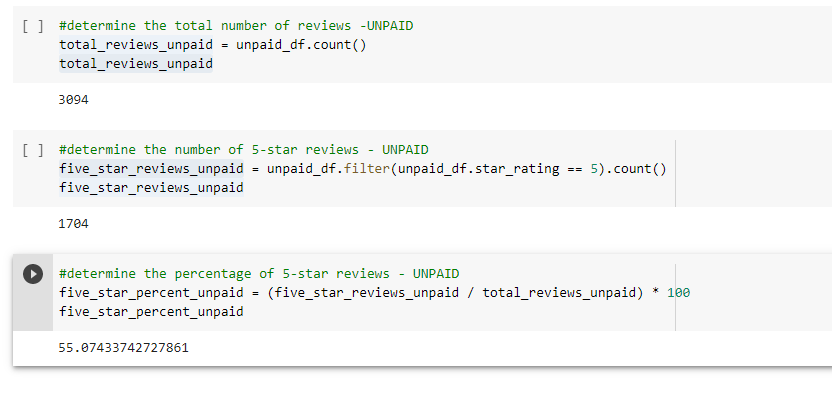 [ ] #determine the total number of reviews -UNPAID
total_reviews_unpaid = unpaid_df.count()
total_reviews_unpaid
3094
[ ] #determine the number of 5-star reviews - UNPAID
five_star_reviews_unpaid = unpaid_df.filter(unpaid_df.star_rating == 5).count()
five_star_reviews_unpaid
1704
#determine the percentage of 5-star reviews - UNPAID
five_star_percent_unpaid = (five_star_reviews_unpaid / total_reviews_unpaid) * 100
five_star_percent_unpaid
55.07433742727861